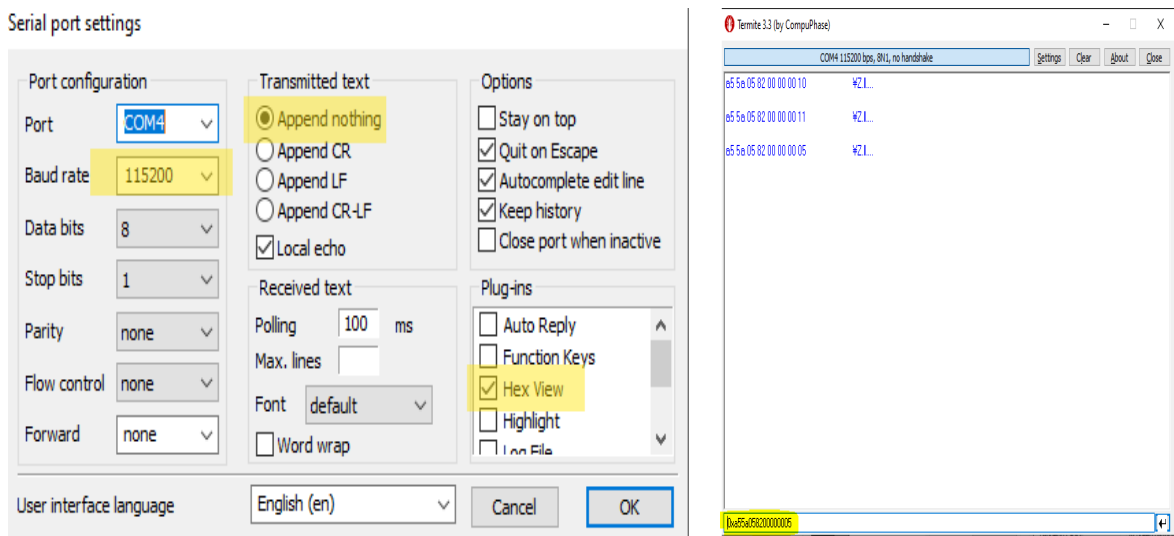 Serial port settings
Port configuration
Port COM4
Baud rate 115200
Data bits 8
Stop bits 1
Parity none
Flow control none
Forward none
Transmitted text
Append nothing
Append CR
Append LF
Append CR-LF
Local echo
Received text
Polling 100 ms
Max. lines
Font default
Word wrap
Options
Stay on top
Quit on Escape
Autocomplete edit line
Keep history
Close port when inactive
Plug-ins
Auto Reply
Function Keys
Hex View
Highlight
Log File
User interface language English (en) Cancel OK
Termite 3.3 (by CompuPhase)
COM4 115200 bps, 8N1, no handshake Settings Clear About Close
a5 5a 05 82 00 00 00 10
a5 5a 05 82 00 00 00 11
a5 5a 05 82 00 00 00 05
0xa55a058200000005